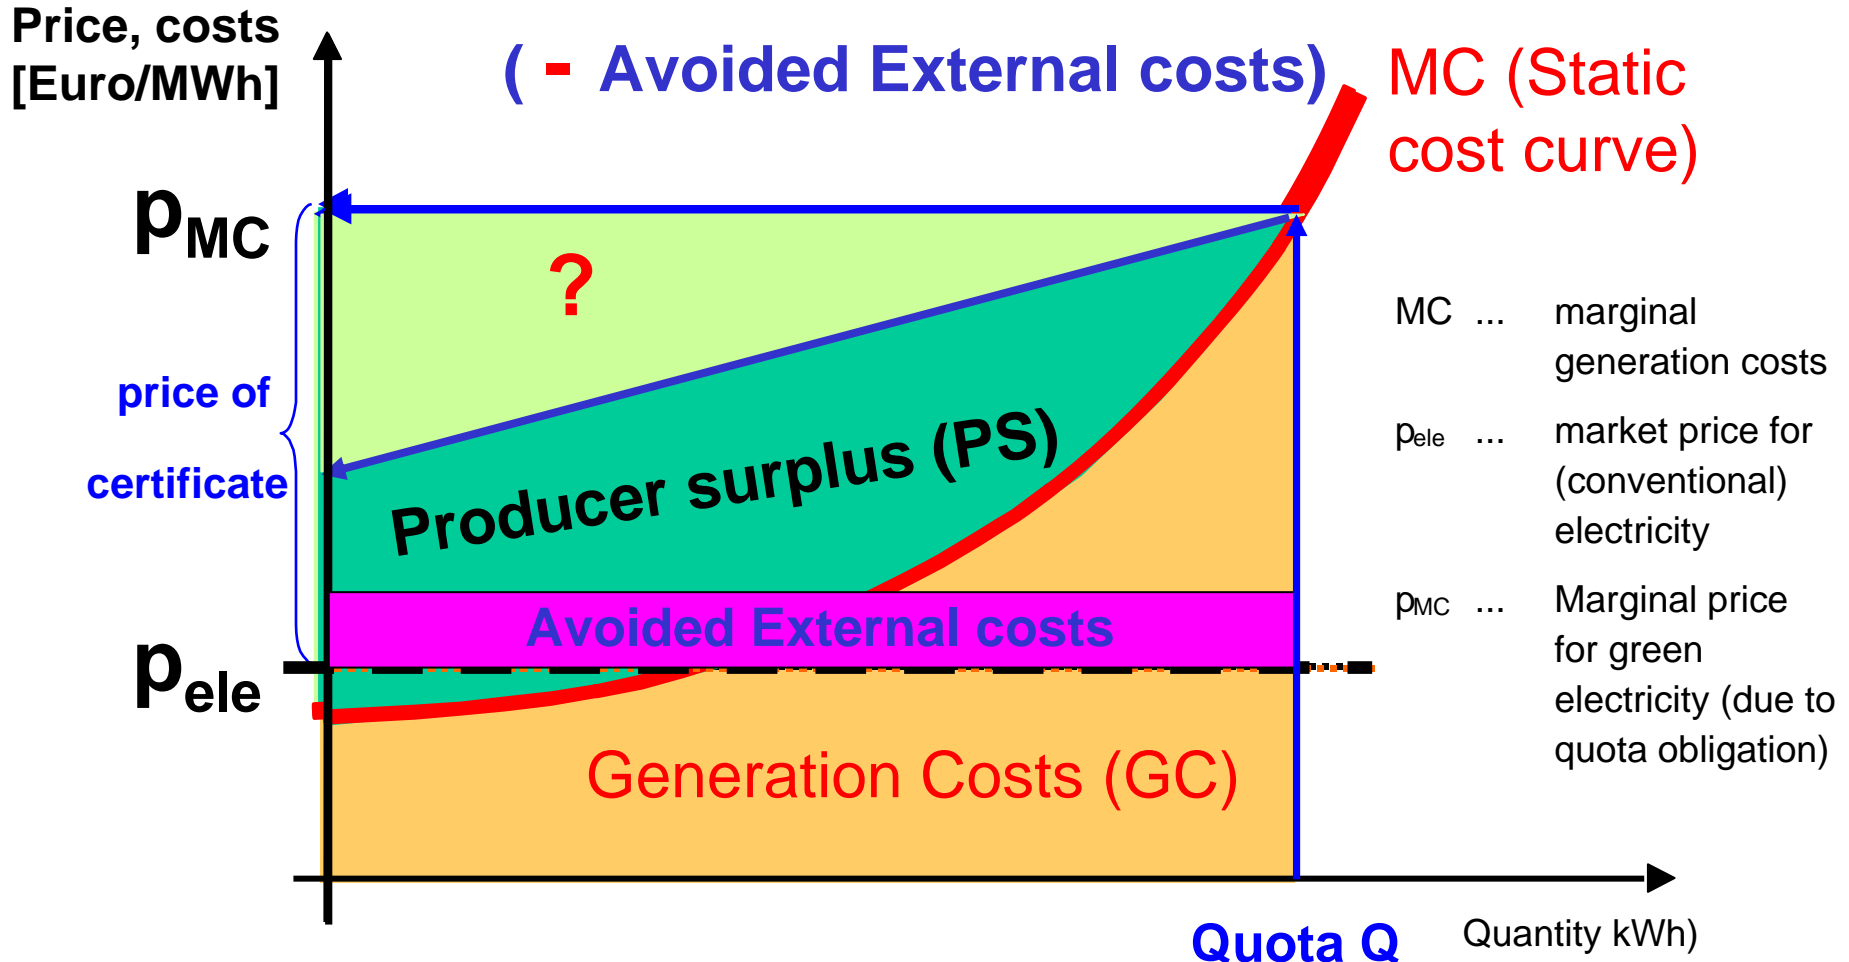 Price, costs
[Euro/MWh]
( - Avoided External costs)
MC (Static
cost curve)
pMC
?
price of
certificate
Producer surplus (PS)
Avoided External costs
pele
Generation Costs (GC)
MC ... marginal
generation costs
pele ... market price for
(conventional)
electricity
pMC ... Marginal price
for green
electricity (due to
quota obligation)
Quota Q
Quantity kWh)